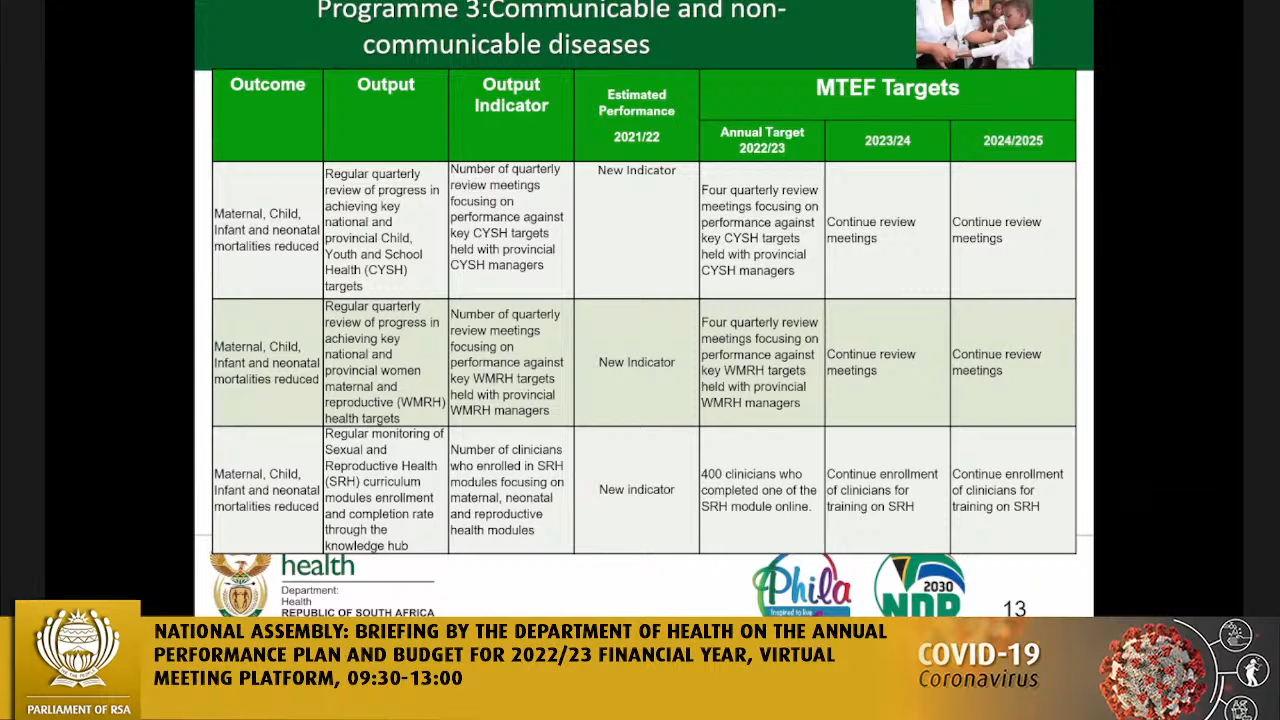 Programme 3:Communicable and non-
communicable diseases
Outcome
Output
Output
Indicator
Estimated
Performance
2021/22
MTEF Targets
Annual Target
2022/23
2023/24
2024/2025
Maternal, Child,
Infant and neonatal
mortalities reduced
Regular quarterly
review of progress in
achieving key
national and
provincial Child,
Youth and School
Health (CYSH)
targets
Number of quarterly
review meetings
focusing on
performance against
key CYSH targets
held with provincial
CYSH managers
New Indicator
Four quarterly review
meetings focusing on
performance against
key CYSH targets
held with provincial
CYSH managers
Continue review
meetings
Continue review
meetings
Maternal, Child,
Infant and neonatal
mortalities reduced
Regular quarterly
review of progress in
achieving key
national and
provincial women
maternal and
reproductive (WMRH)
health targets
Number of quarterly
review meetings
focusing on
performance against
key WMRH targets
held with provincial
WMRH managers
New Indicator
Four quarterly review
meetings focusing on
performance against
key WMRH targets
held with provincial
WMRH managers
Continue review
meetings
Continue review
meetings
Maternal, Child,
Infant and neonatal
mortalities reduced
Regular monitoring of
Sexual and
Reproductive Health
(SRH) curriculum
modules enrollment
and completion rate
through the
knowledge hub
Number of clinicians
who enrolled in SRH
modules focusing on
maternal, neonatal
and reproductive
health modules
New indicator
400 clinicians who
completed one of the
SRH module online.
Continue enrollment
of clinicians for
training on SRH
Continue enrollment
of clinicians for
training on SRH
health
Department:
Health
REPUBLIC OF SOUTH AFRICA
Phila
Inspired to live
2030
NDP
13
PARLIAMENT OF RSA
NATIONAL ASSEMBLY: BRIEFING BY THE DEPARTMENT OF HEALTH ON THE ANNUAL
PERFORMANCE PLAN AND BUDGET FOR 2022/23 FINANCIAL YEAR, VIRTUAL
MEETING PLATFORM, 09:30-13:00
COVID-19
Coronavirus